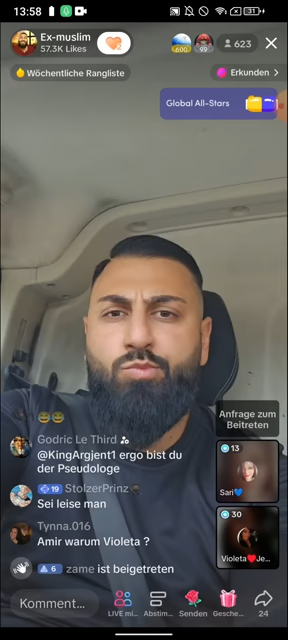 13:58
31
Ex-muslim
57.3K Likes
600
99
623
Wöchentliche Rangliste
Erkunden
Global All-Stars
Anfrage zum
Beitreten
Godric Le Third
@KingArgjent1 ergo bist du
der Pseudologe
19 StolzerPrinz
Sei leise man
Tynna.016
Amir warum Violeta ?
6 zame ist beigetreten
13
Sari💙
30
Violeta❤️Je...
Komment...
LIVE mi...
Abstim...
Senden
Gesche...
24